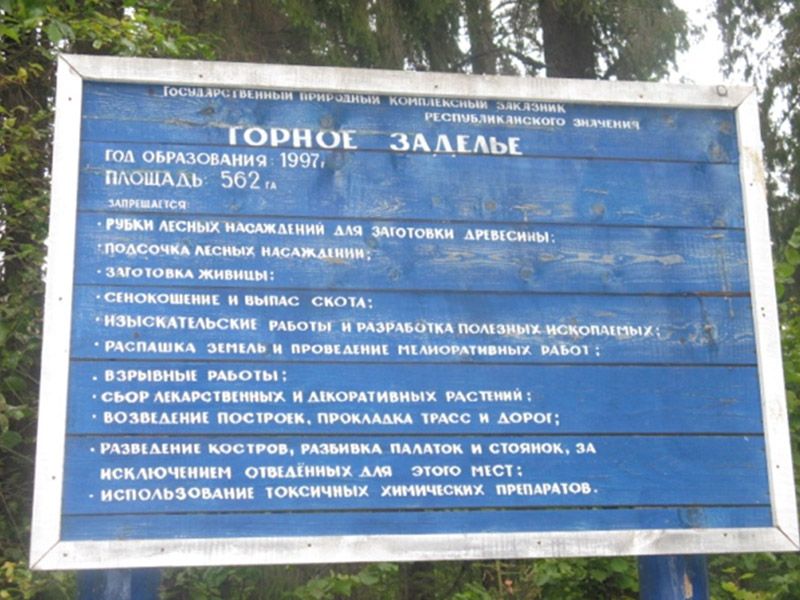 Государственный природный комплексный заказник
республиканского значения
Горное Заделье
Год образования 1997г
Площадь 562 га
запрещается
· Рубки лесных насаждений для заготовки древесины;
· Подсочка лесных насаждений;
· Заготовка живицы;
· Сенокошение и выпас скота;
· Изыскательские работы и разработка полезных ископаемых;
· Распашка земель и проведение мелиоративных работ;
· Взрывные работы;
· Сбор лекарственных и декоративных растений;
· Возведение построек, прокладка трасс и дорог;
· Разведение костров, разбивка палаток и стоянок, за
исключением отведённых для этого мест;
· Использование токсичных химических препаратов.